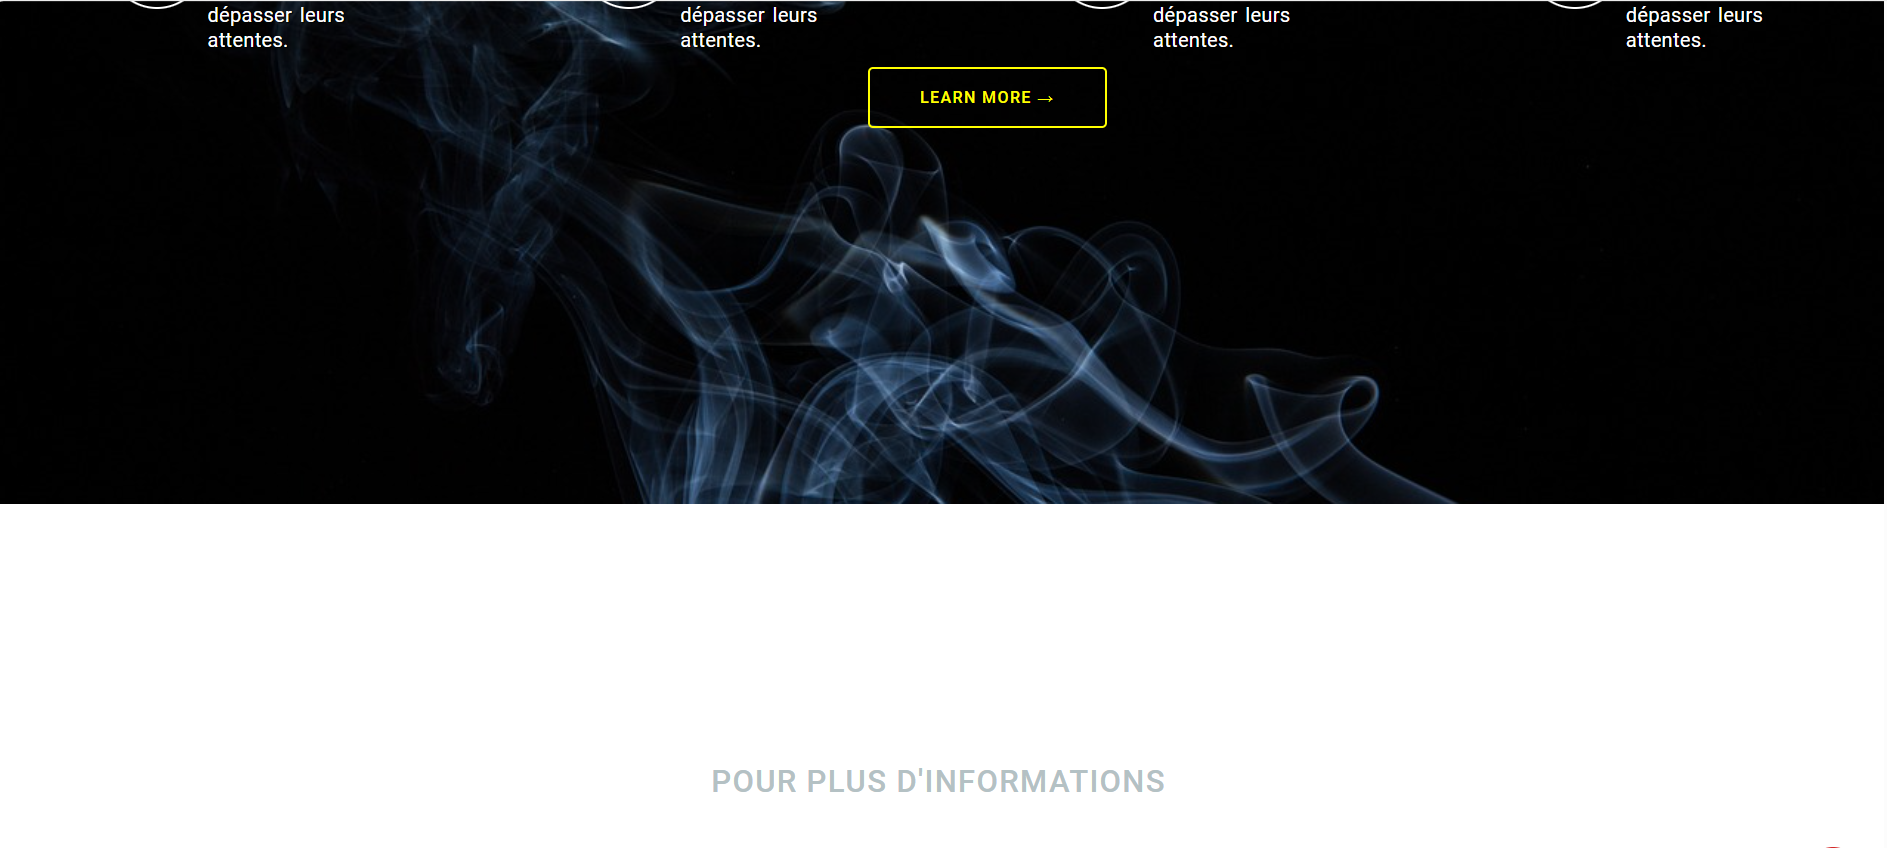 dépasser leurs
attentes.
dépasser leurs
attentes.
dépasser leurs
attentes.
dépasser leurs
attentes.
LEARN MORE →
POUR PLUS D'INFORMATIONS